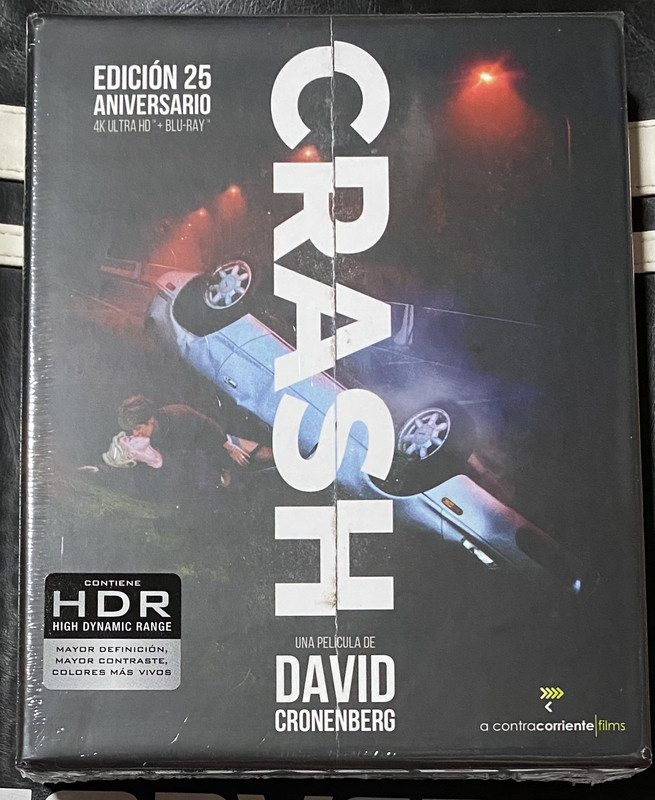 EDICIÓN 25
ANIVERSARIO
4K ULTRA HD™ + BLU-RAY™
CRASH
CONTIENE
HDR
HIGH DYNAMIC RANGE
MAYOR DEFINICIÓN,
MAYOR CONTRASTE,
COLORES MÁS VIVOS
UNA PELÍCULA DE
DAVID
CRONENBERG
a contracorriente|films